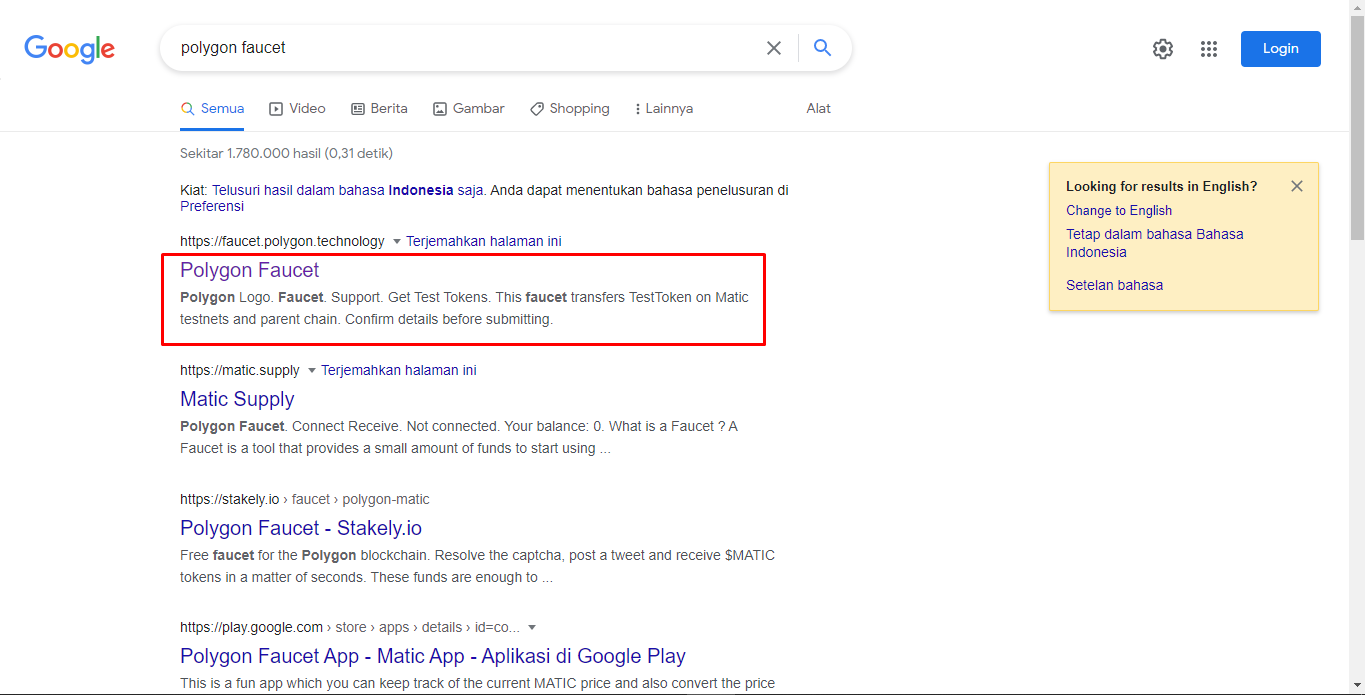 Google
polygon faucet
Login
Semua
Video
Berita
Gambar
Shopping
Lainnya
Alat
Sekitar 1.780.000 hasil (0,31 detik)
Kiat: Telusuri hasil dalam bahasa Indonesia saja. Anda dapat menentukan bahasa penelusuran di
Preferensi
https://faucet.polygon.technology Terjemahkan halaman ini
Polygon Faucet
Polygon Logo. Faucet. Support. Get Test Tokens. This faucet transfers TestToken on Matic
testnets and parent chain. Confirm details before submitting.
https://matic.supply Terjemahkan halaman ini
Matic Supply
Polygon Faucet. Connect Receive. Not connected. Your balance: 0. What is a Faucet ? A
Faucet is a tool that provides a small amount of funds to start using ...
https://stakely.io › faucet › polygon-matic
Polygon Faucet - Stakely.io
Free faucet for the Polygon blockchain. Resolve the captcha, post a tweet and receive $MATIC
tokens in a matter of seconds. These funds are enough to ...
https://play.google.com › store › apps › details › id=co...
Polygon Faucet App - Matic App - Aplikasi di Google Play
This is a fun app which you can keep track of the current MATIC price and also convert the price
Looking for results in English?
Change to English
Tetap dalam bahasa Bahasa
Indonesia
Setelan bahasa